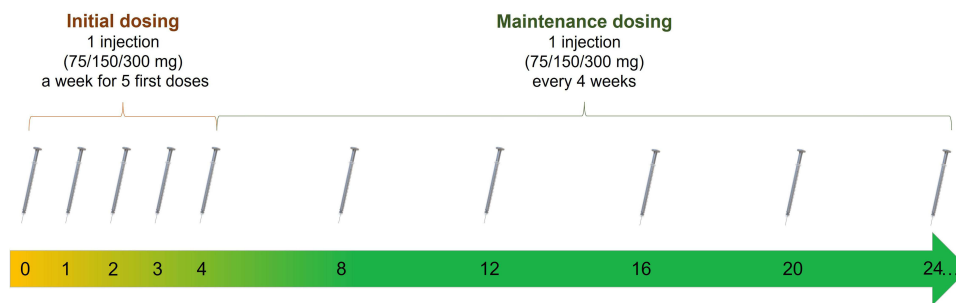 Initial dosing
1 injection
(75/150/300 mg)
a week for 5 first doses
Maintenance dosing
1 injection
(75/150/300 mg)
every 4 weeks
0 1 2 3 4 8 12 16 20 24...